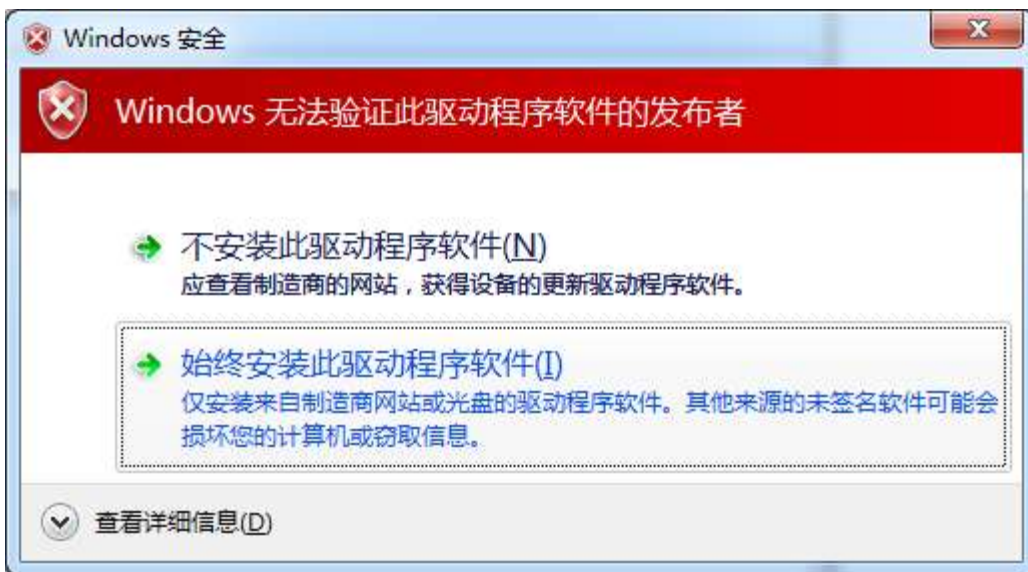 Windows 安全
Windows 无法验证此驱动程序软件的发布者
不安装此驱动程序软件(N)
应查看制造商的网站，获得设备的更新驱动程序软件。
始终安装此驱动程序软件(I)
仅安装来自制造商网站或光盘的驱动程序软件。其他来源的未签名软件可能会
损坏您的计算机或窃取信息。
查看详细信息(D)